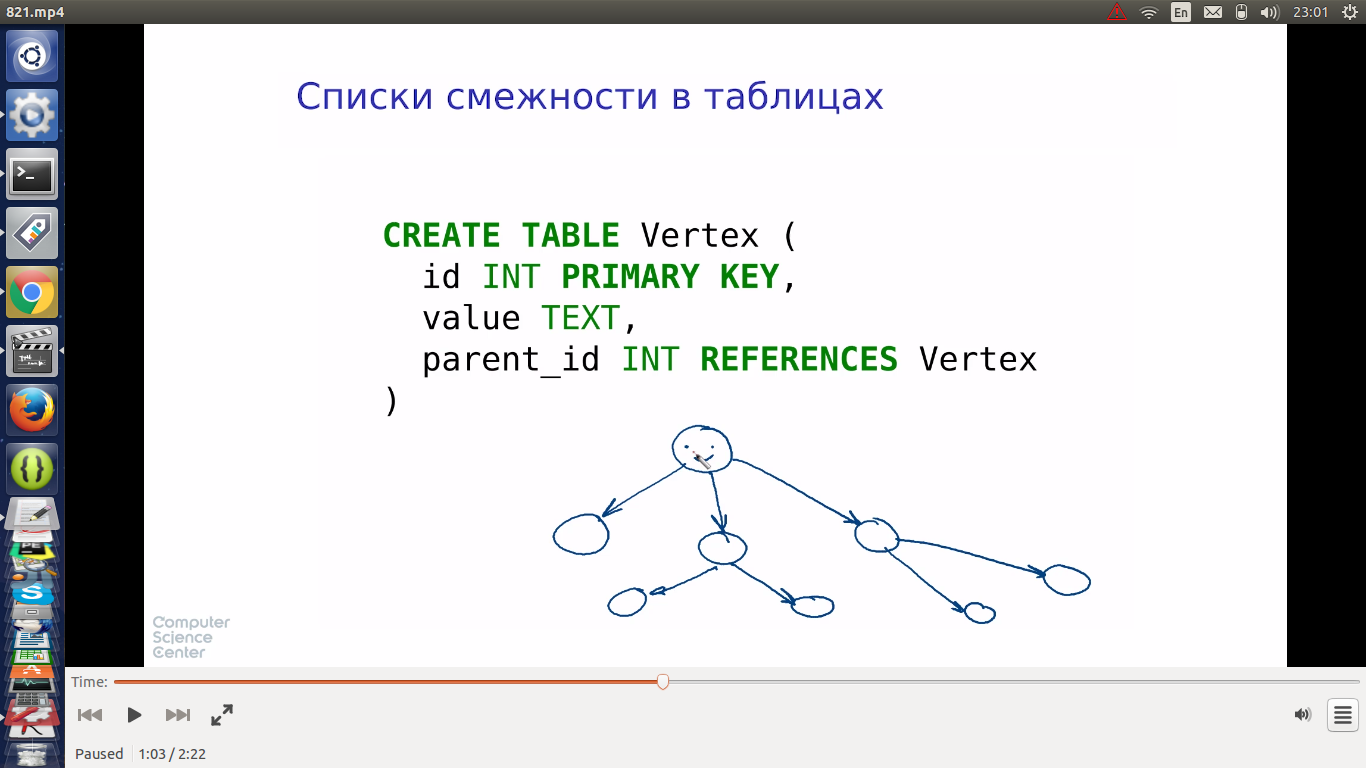 821.mp4
En
23:01
Списки смежности в таблицах
CREATE TABLE Vertex (
id INT PRIMARY KEY,
value TEXT,
parent_id INT REFERENCES Vertex
)
Computer
Science
Center
Time:
Paused
1:03 / 2:22